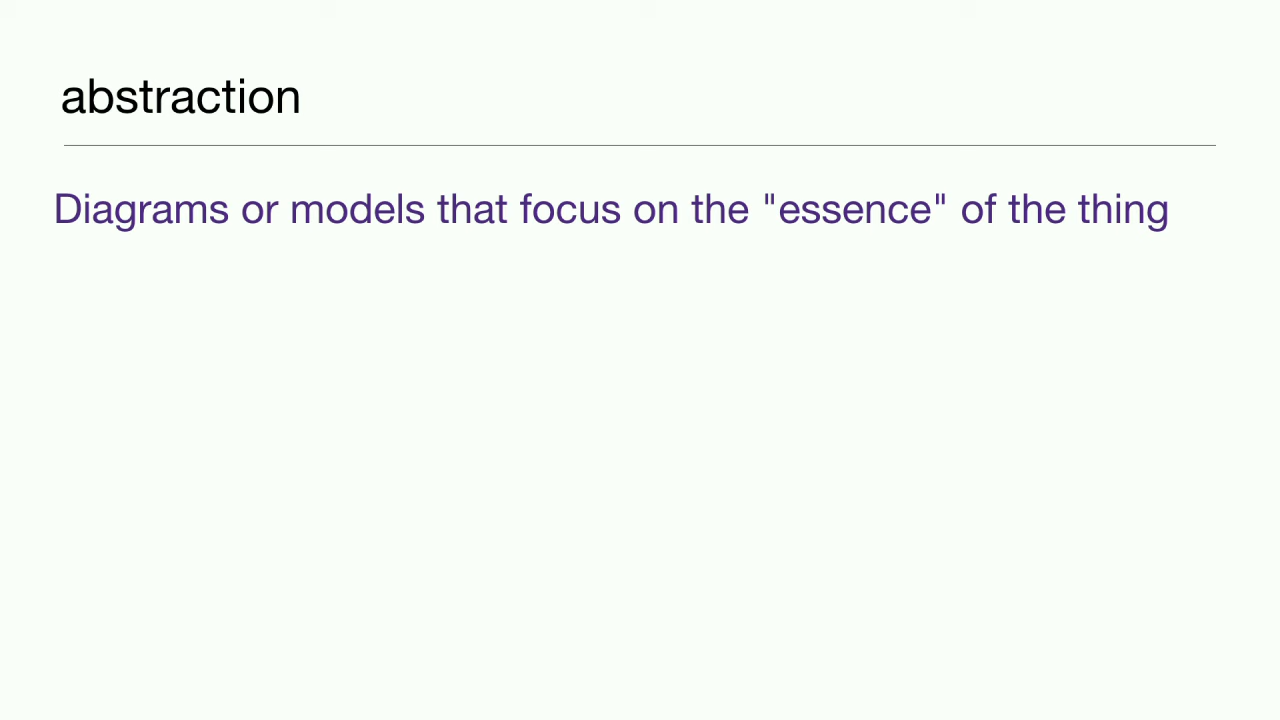 abstraction
Diagrams or models that focus on the "essence" of the thing